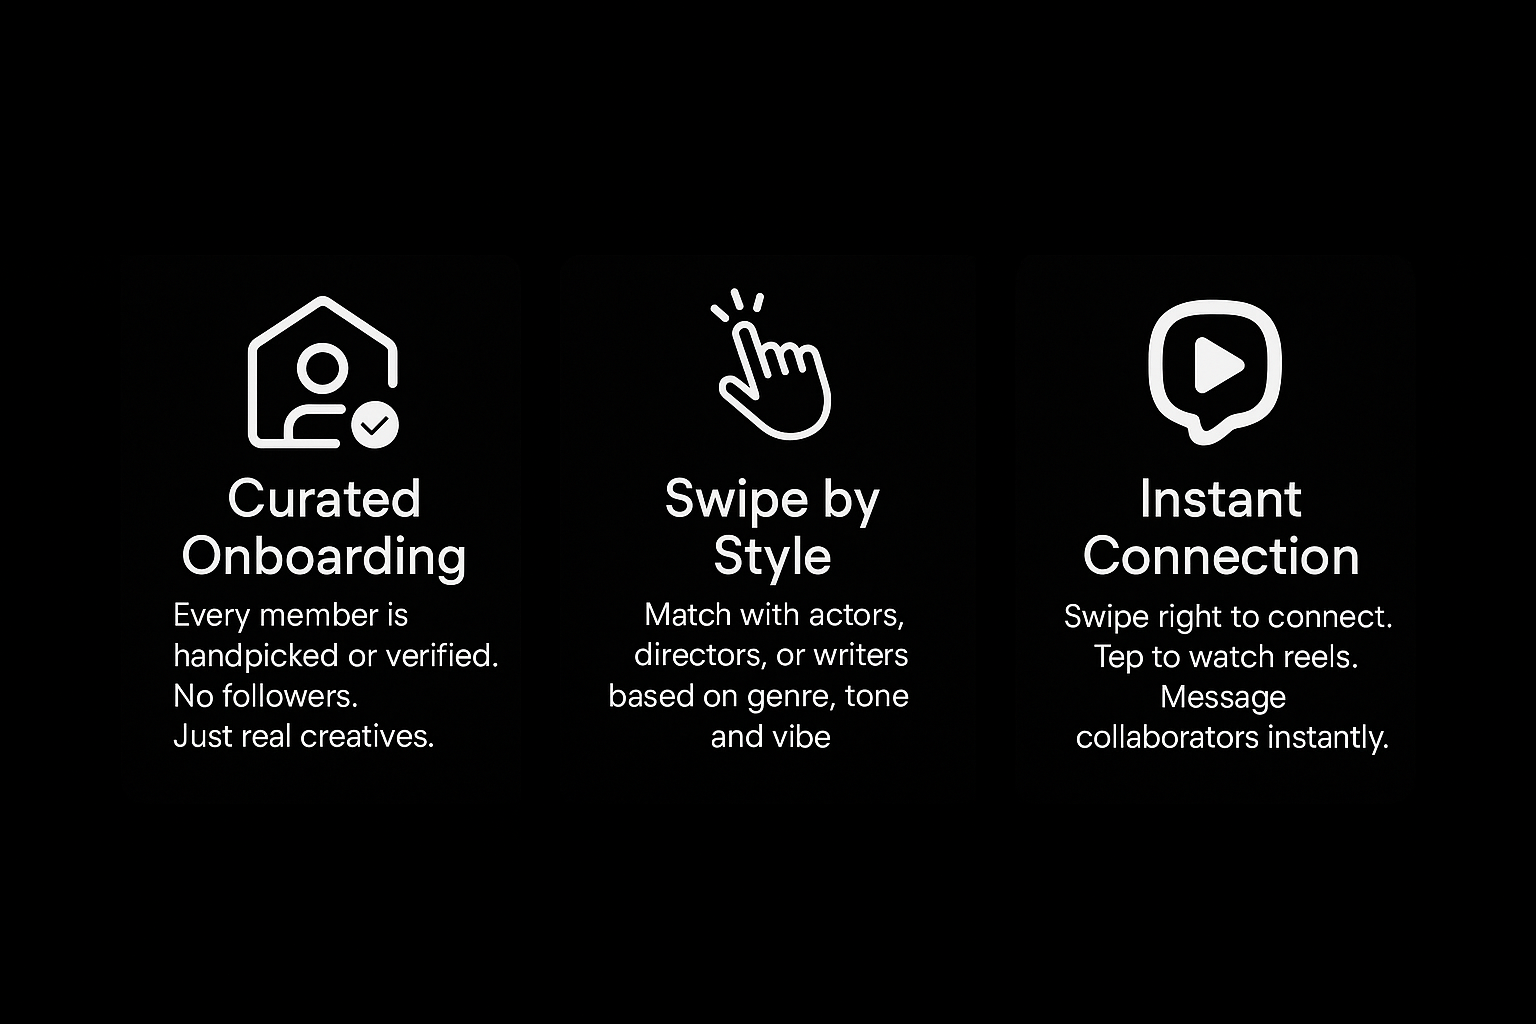 Curated
Onboarding
Every member is
handpicked or verified.
No followers.
Just real creatives.
Swipe by
Style
Match with actors,
directors, or writers
based on genre, tone
and vibe
Instant
Connection
Swipe right to connect.
Tep to watch reels.
Message
collaborators instantly.